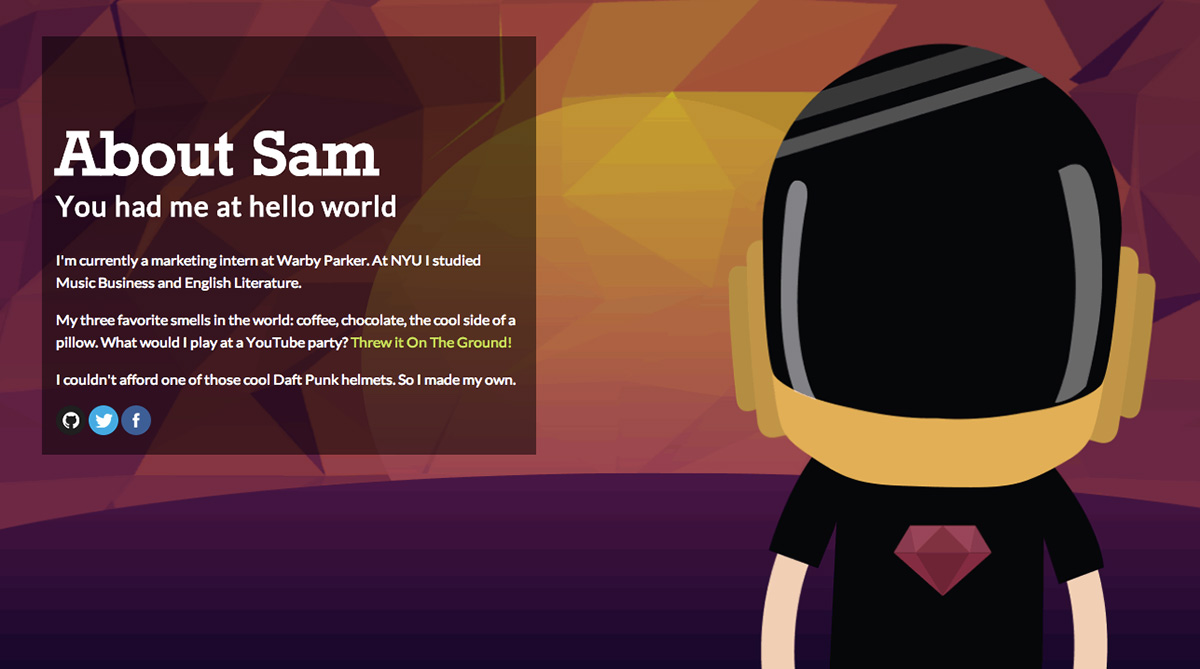 About Sam
You had me at hello world
I'm currently a marketing intern at Warby Parker. At NYU I studied
Music Business and English Literature.
My three favorite smells in the world: coffee, chocolate, the cool side of a
pillow. What would I play at a YouTube party? Threw it On The Ground!
I couldn't afford one of those cool Daft Punk helmets. So I made my own.